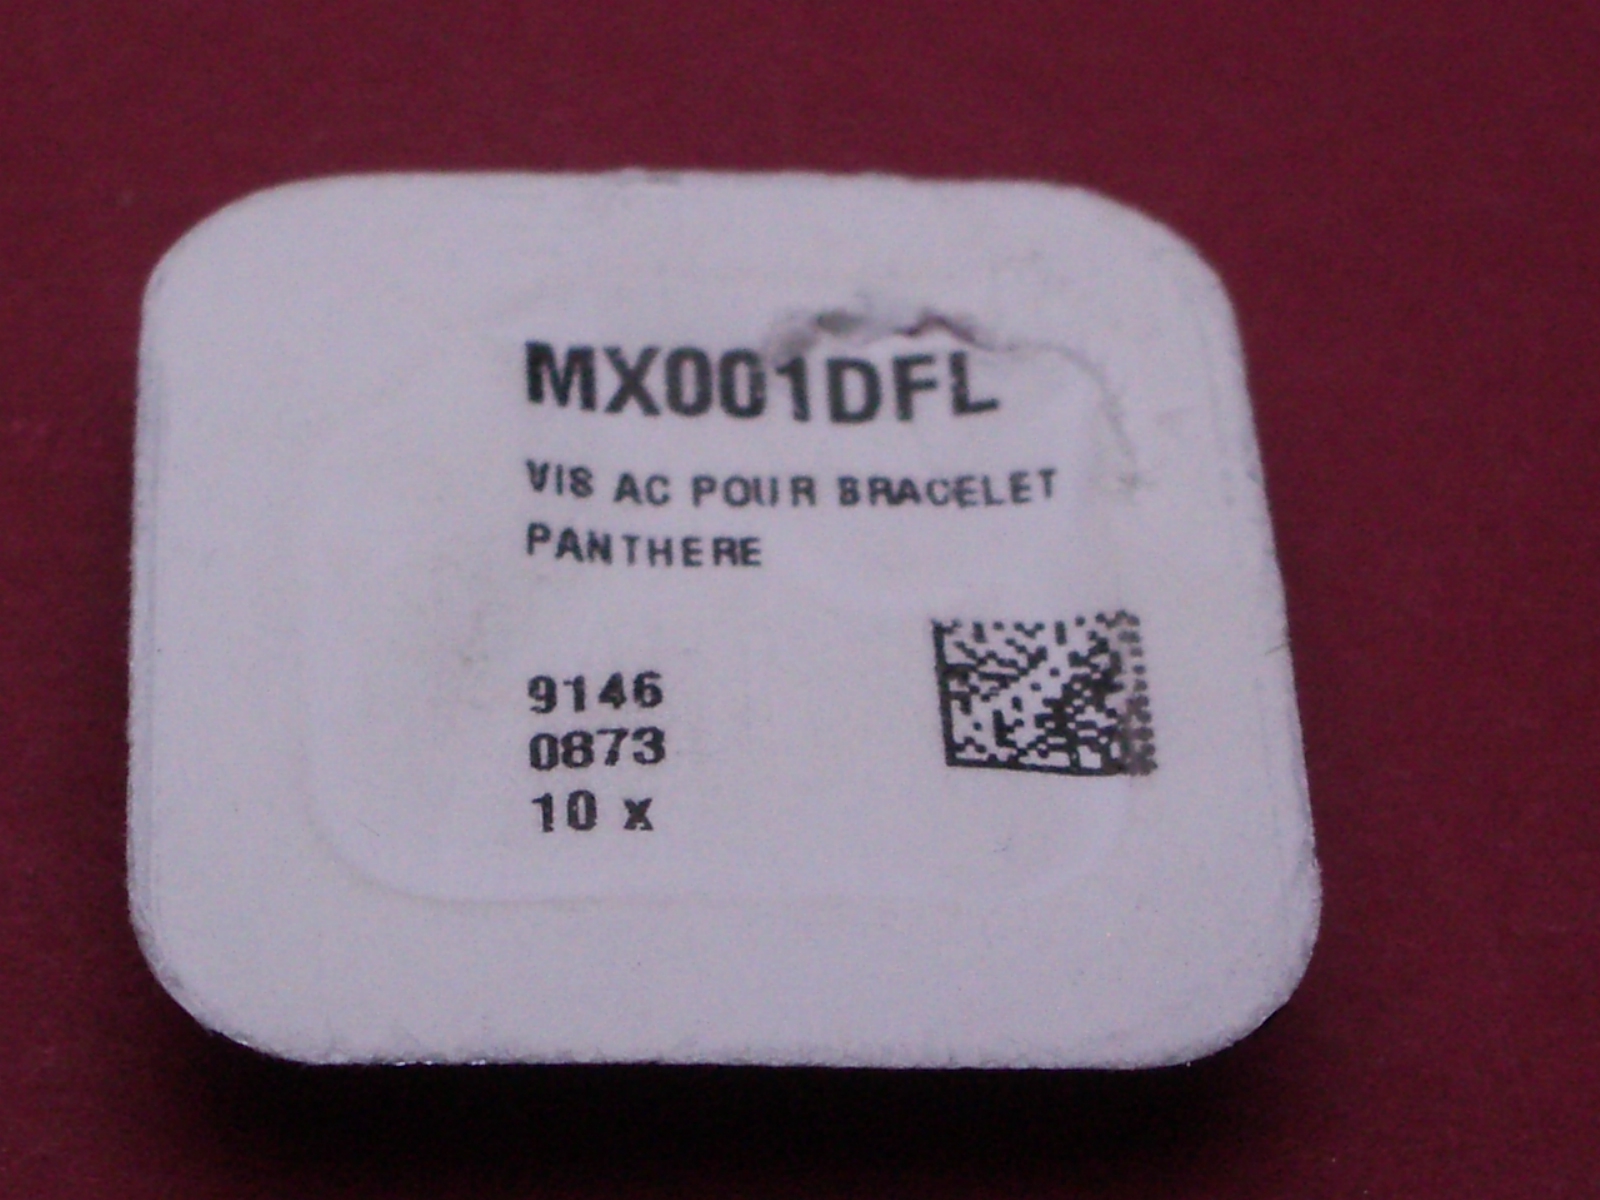 MX001DFL
VIS AC POUR BRACELET
PANTHERE
9146
0873
10 x